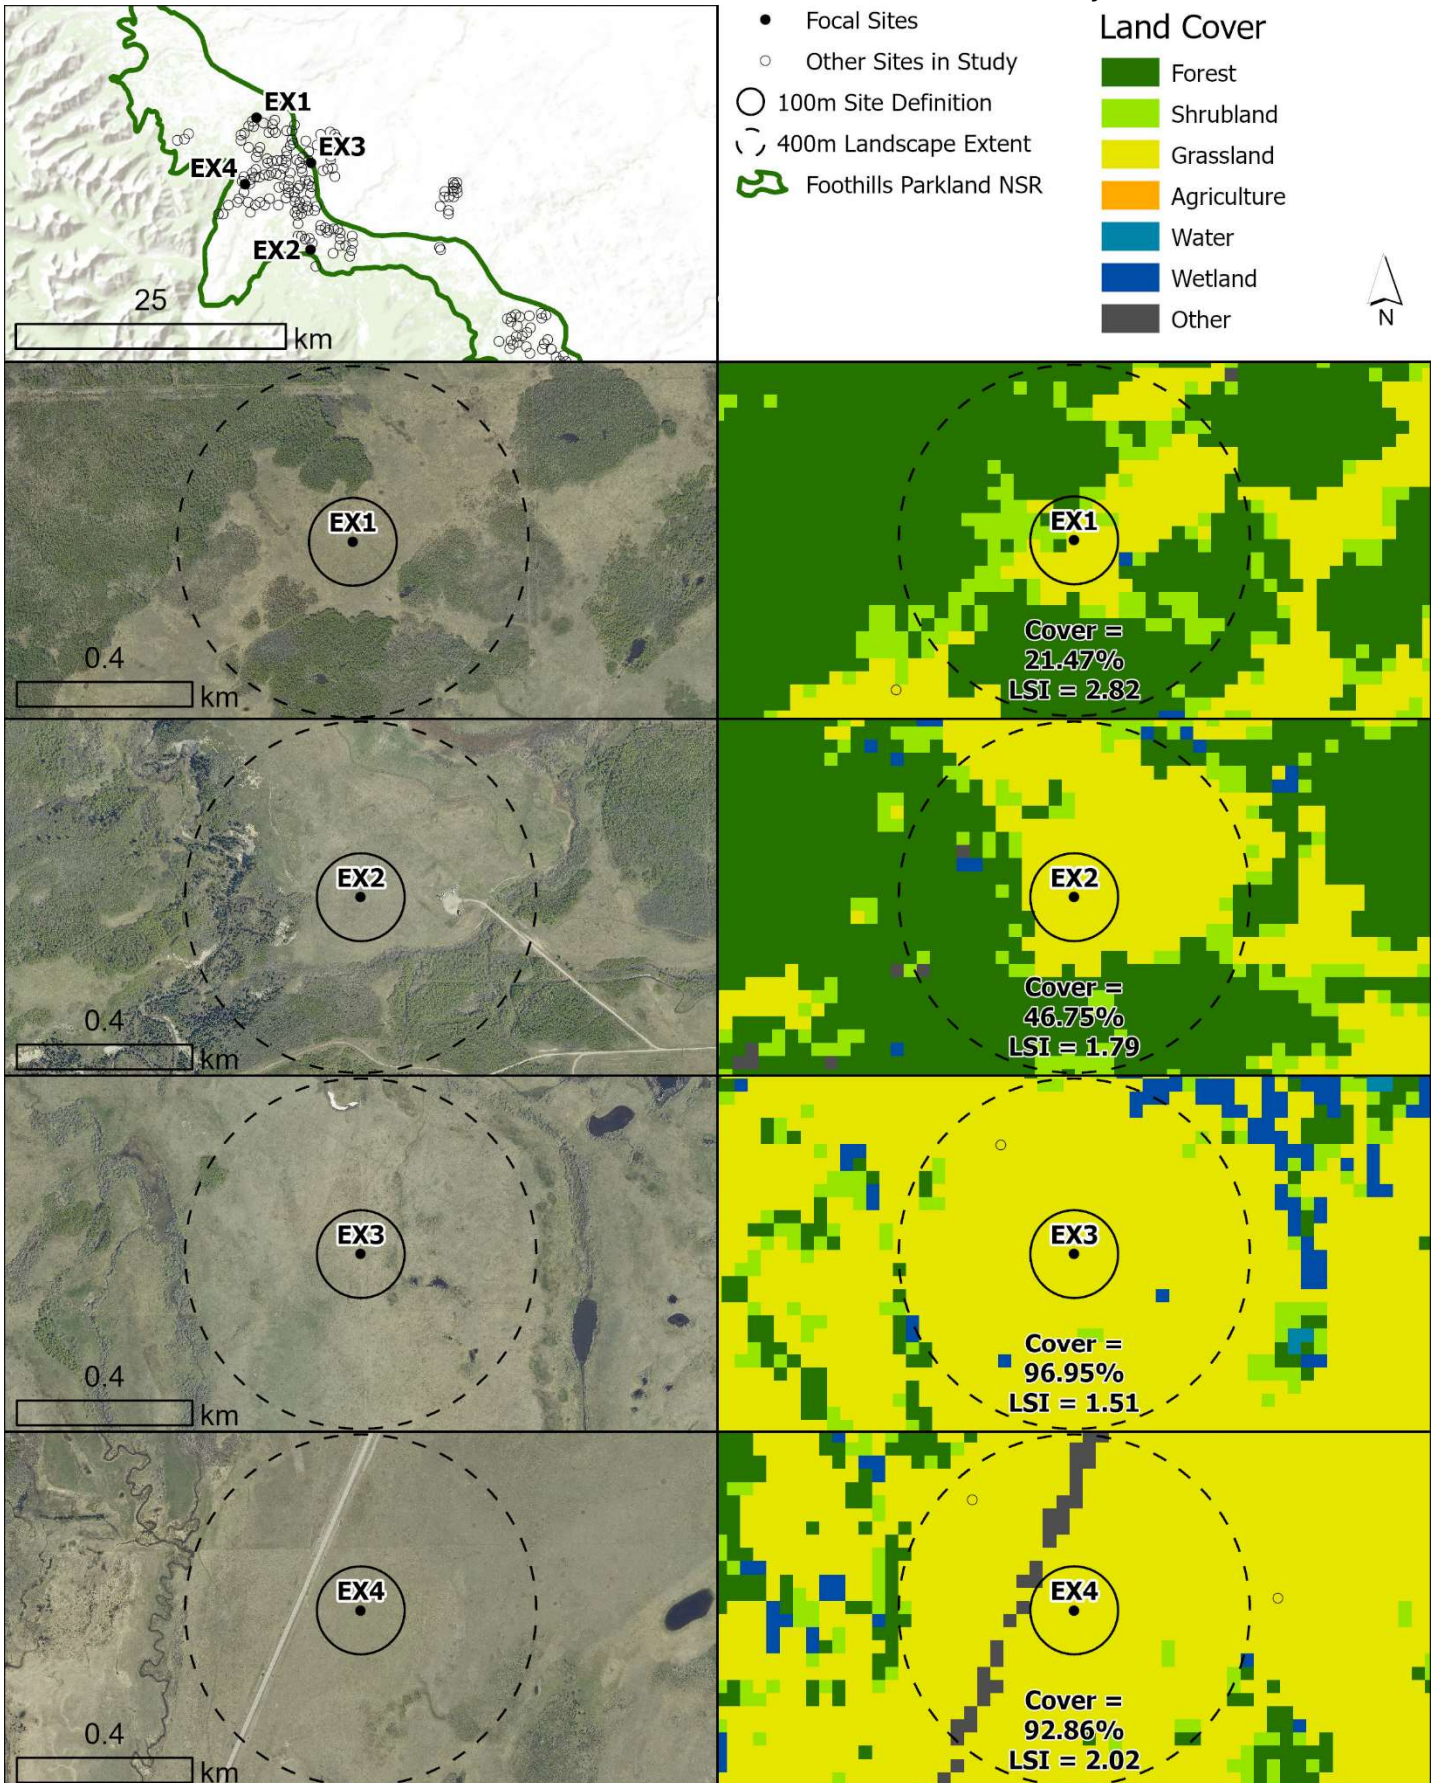 EX1
EX3
EX4
EX2
25
km
Focal Sites
Other Sites in Study
100m Site Definition
400m Landscape Extent
Foothills Parkland NSR
Land Cover
Forest
Shrubland
Grassland
Agriculture
Water
Wetland
Other
N
EX1
0.4
km
EX1
Cover =
21.47%
LSI = 2.82
EX2
0.4
km
EX2
Cover =
46.75%
LSI = 1.79
EX3
0.4
km
EX3
Cover =
96.95%
LSI = 1.51
EX4
0.4
km
EX4
Cover =
92.86%
LSI = 2.02